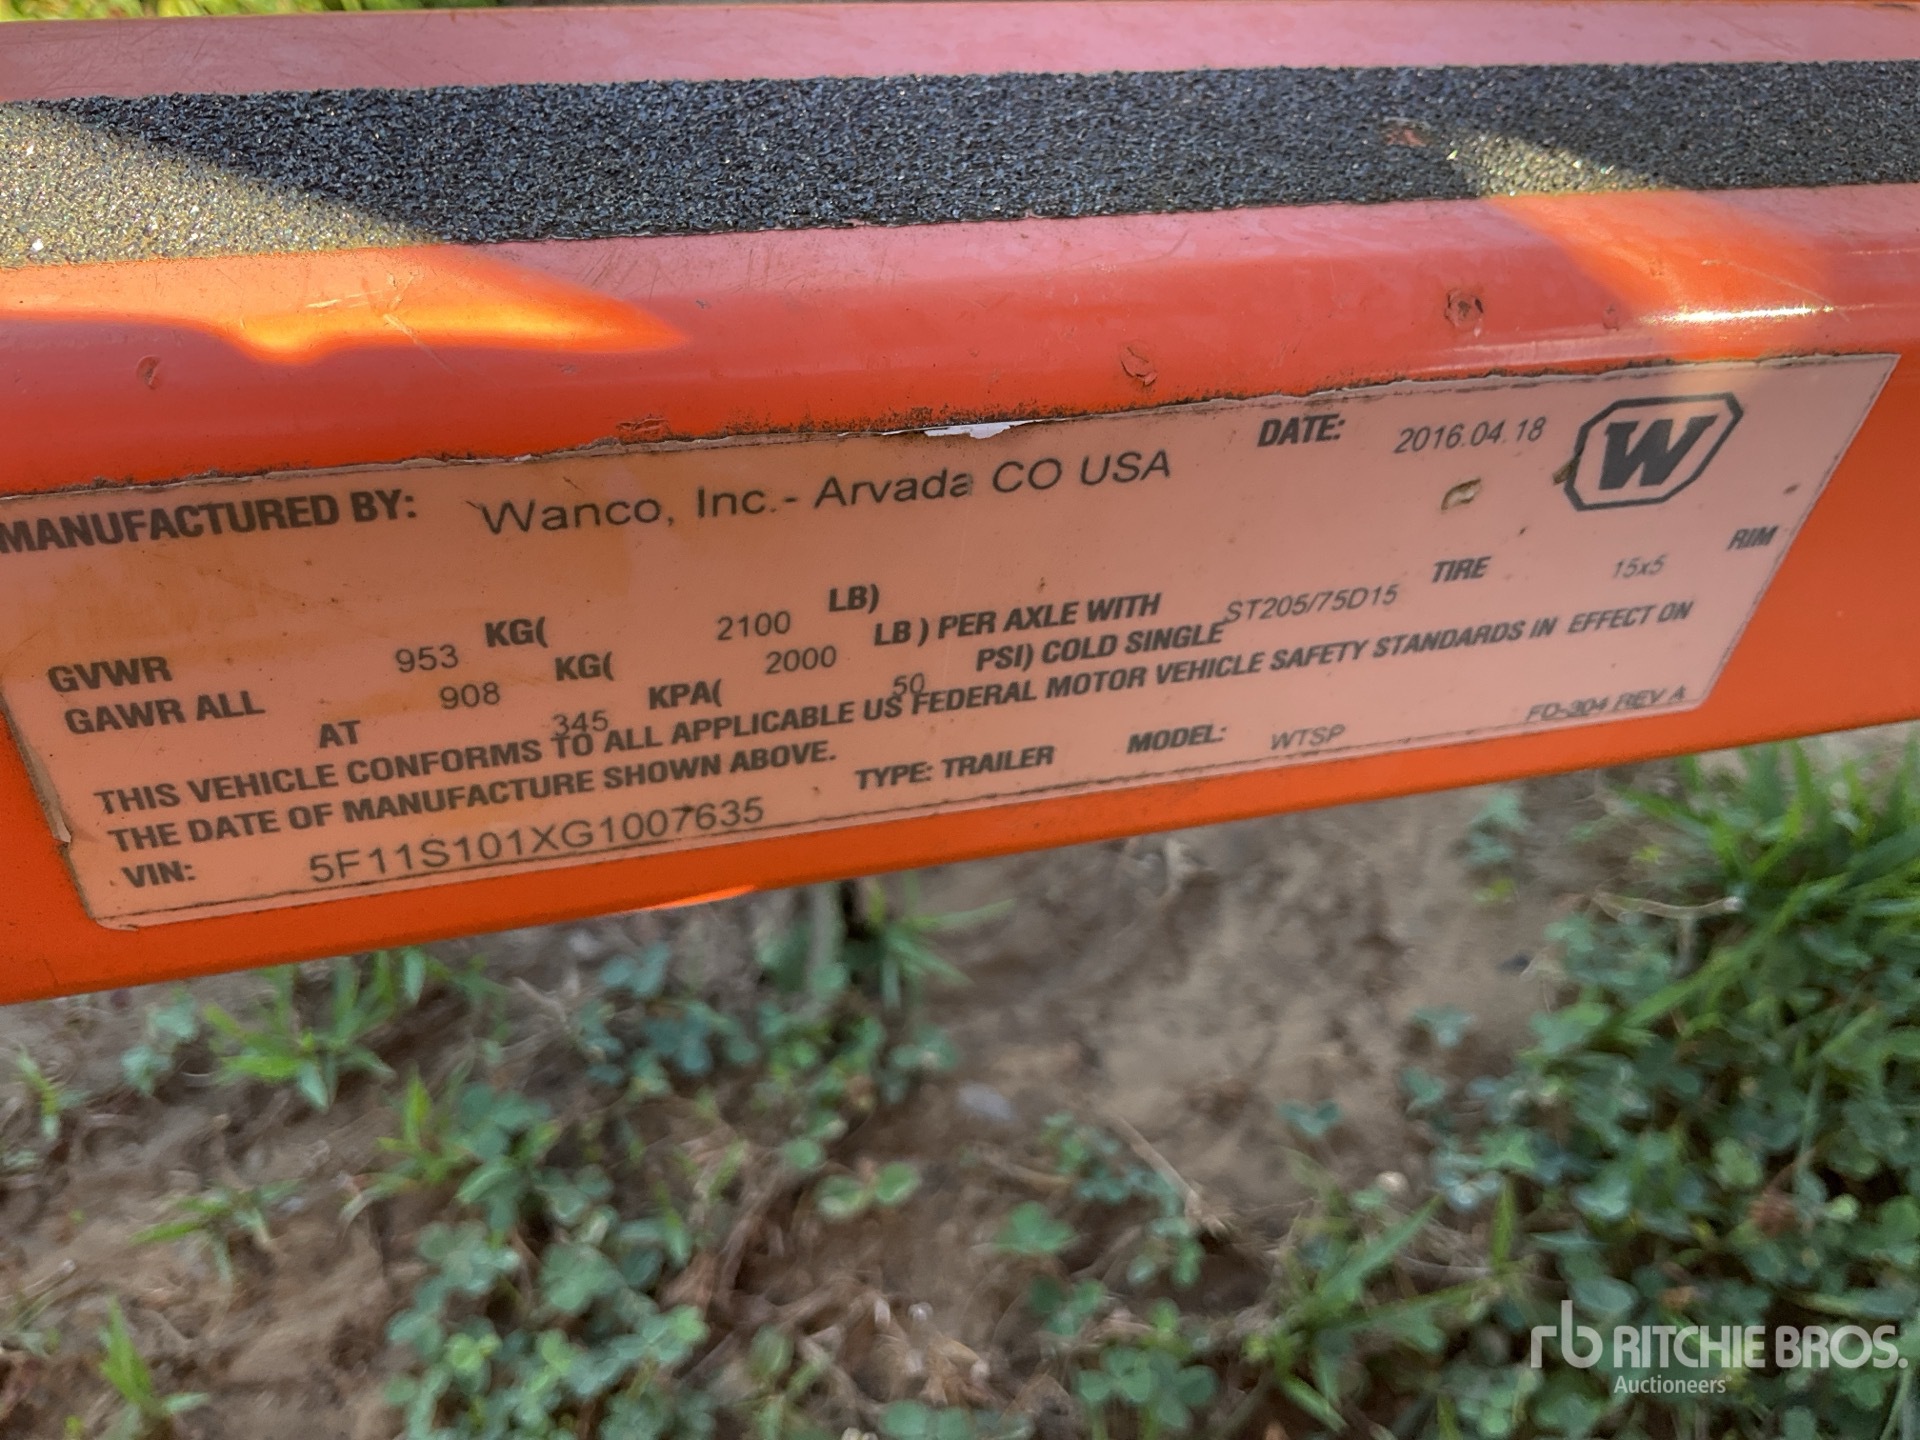 MANUFACTURED BY: Wanco, Inc.- Arvada CO USA DATE: 2016.04.18 W
GVWR 953 KG( 2100 LB)
GAWR ALL 908 KG( 2000 LB ) PER AXLE WITH ST205/75D15 TIRE 15x5 RIM
AT 345 KPA( 50 PSI) COLD SINGLE
THIS VEHICLE CONFORMS TO ALL APPLICABLE US FEDERAL MOTOR VEHICLE SAFETY STANDARDS IN EFFECT ON
THE DATE OF MANUFACTURE SHOWN ABOVE.
VIN: 5F11S101XG1007635 TYPE: TRAILER MODEL: WTSP FD-304 REV A
rb RITCHIE BROS.
Auctioneers